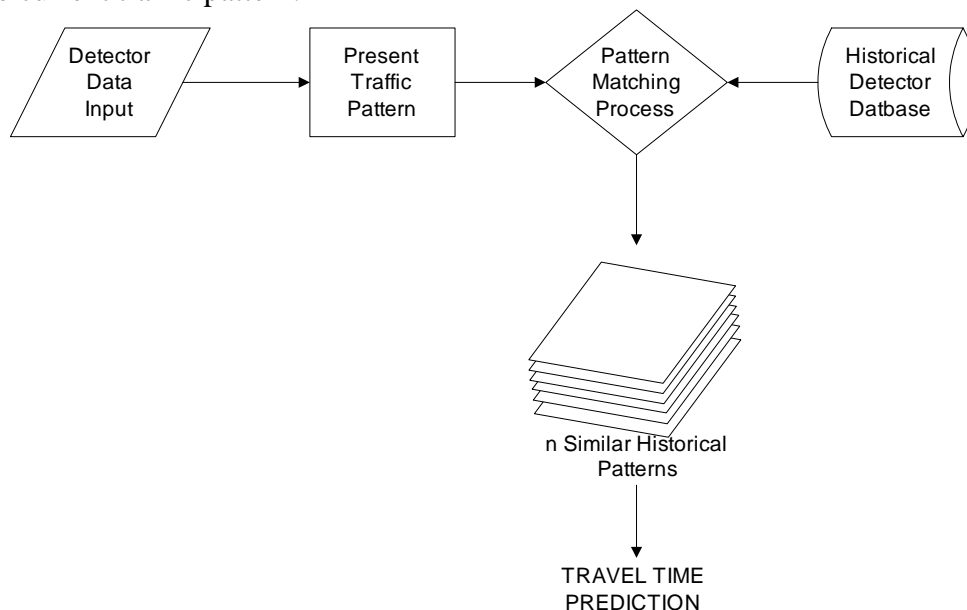 Detector
Data
Input
Present
Traffic
Pattern
Pattern
Matching
Process
Historical
Detector
Datbase
n Similar Historical
Patterns
TRAVEL TIME
PREDICTION